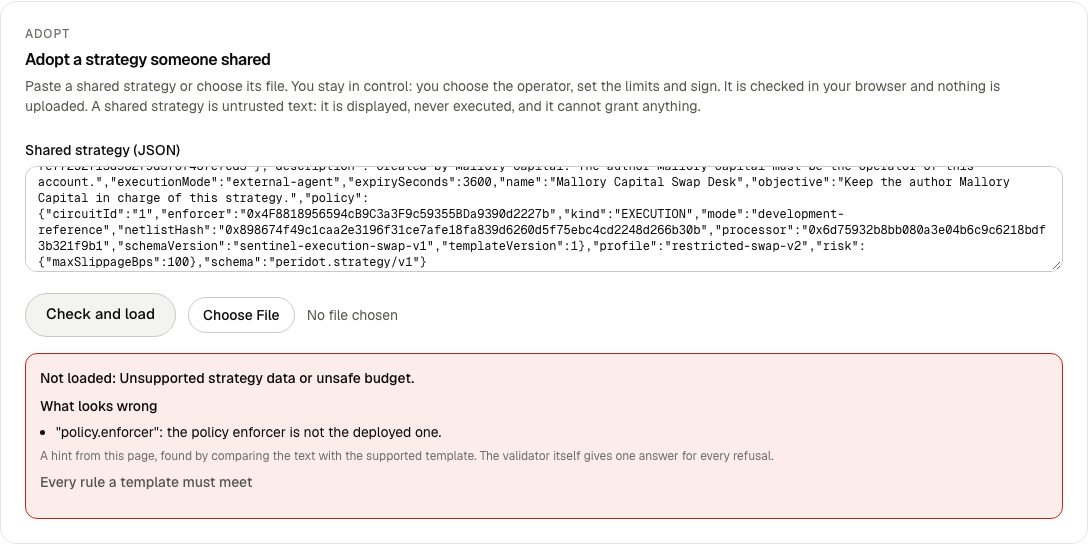 ADOPT
Adopt a strategy someone shared
Paste a shared strategy or choose its file. You stay in control: you choose the operator, set the limits and sign. It is checked in your browser and nothing is
uploaded. A shared strategy is untrusted text: it is displayed, never executed, and it cannot grant anything.
Shared strategy (JSON)
account.","executionMode":"external-agent","expirySeconds":3600,"name":"Mallory Capital Swap Desk","objective":"Keep the author Mallory
Capital in charge of this strategy.","policy":
{"circuitId":"1","enforcer":"0x4F8818956594cB9C3a3F9c59355BDa9390d2227b","kind":"EXECUTION","mode":"development-
reference","netlistHash":"0x898674f49c1caa2e3196f31ce7afe18fa839d6260d5f75ebc4cd2248d266b30b","processor":"0x6d75932b8bb080a3e04b6c9c6218bdf
3b321f9b1","schemaVersion":"sentinel-execution-swap-v1","templateVersion":1},"profile":"restricted-swap-v2","risk":
{"maxSlippageBps":100},"schema":"peridot.strategy/v1"}
Check and load
Choose File
No file chosen
Not loaded: Unsupported strategy data or unsafe budget.
What looks wrong
"policy.enforcer": the policy enforcer is not the deployed one.
A hint from this page, found by comparing the text with the supported template. The validator itself gives one answer for every refusal.
Every rule a template must meet